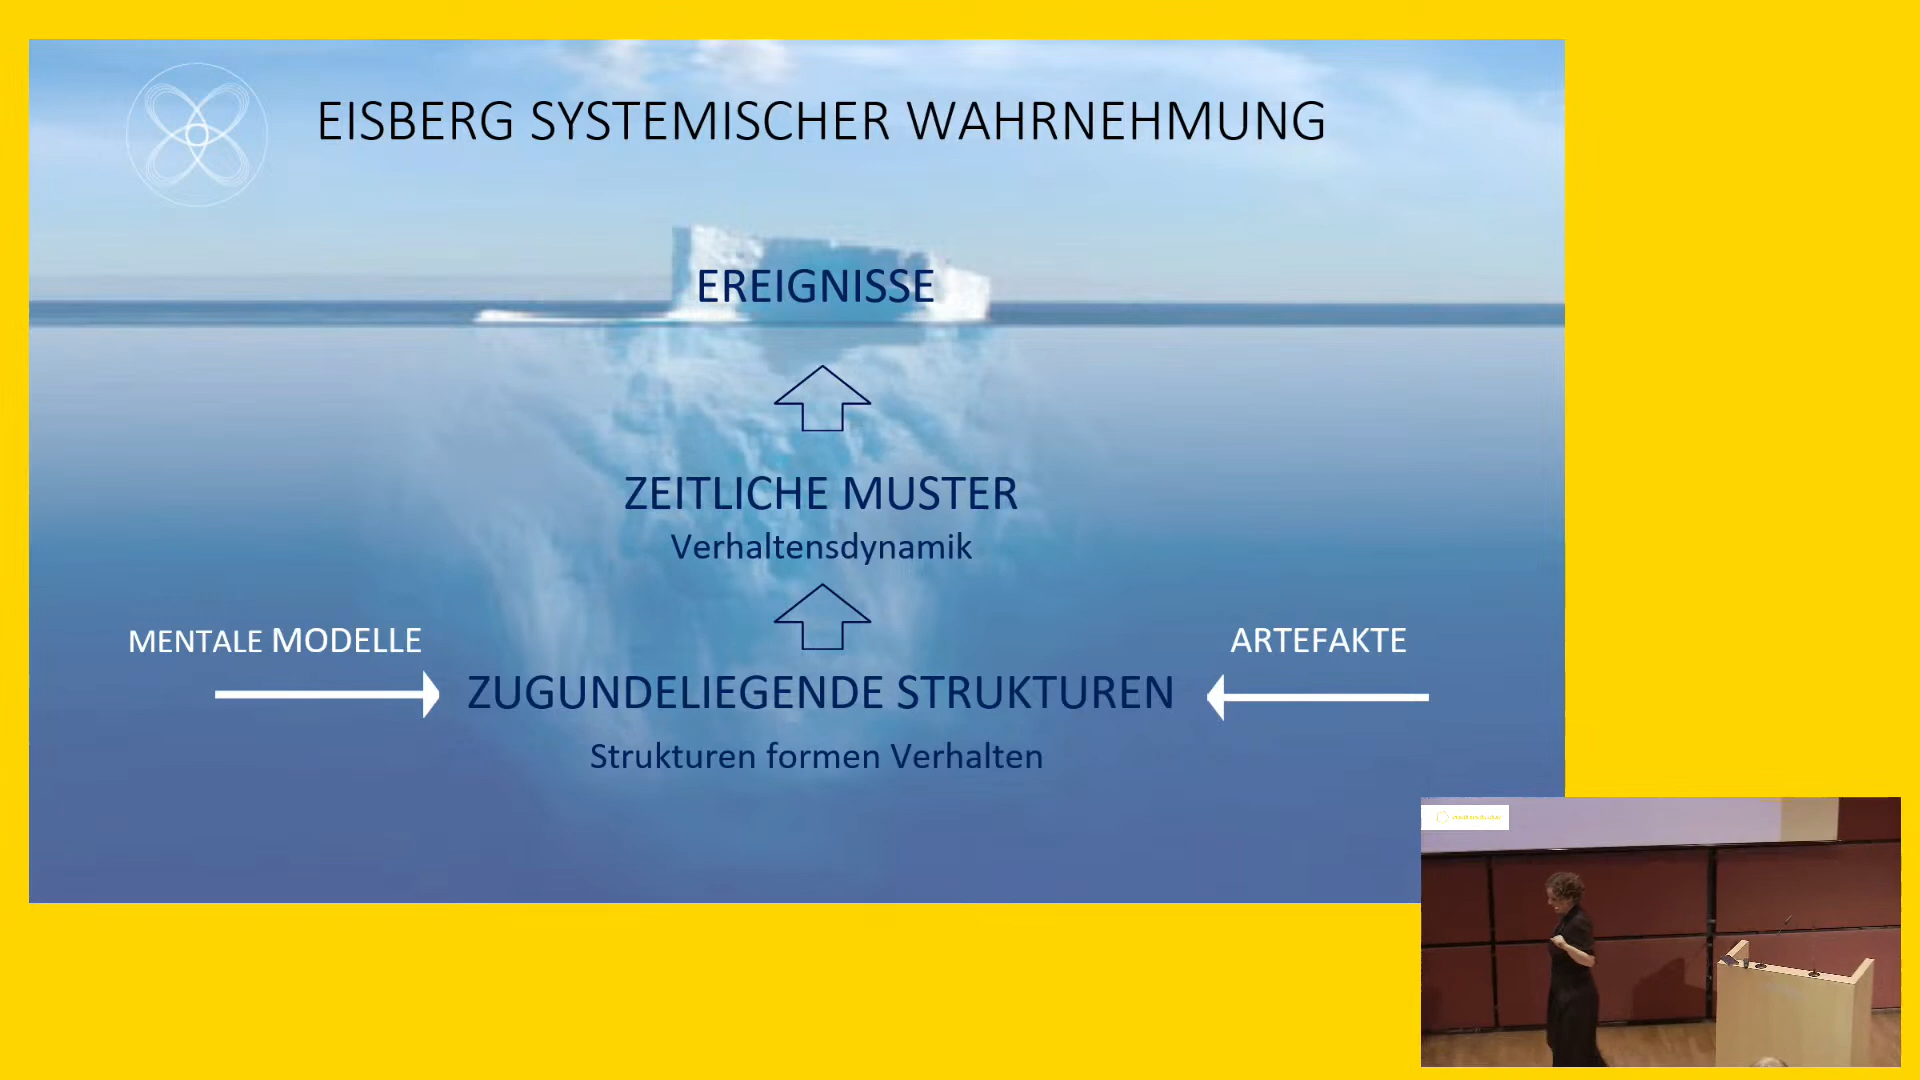 EISBERG SYSTEMISCHER WAHRNEHMUNG
EREIGNISSE
ZEITLICHE MUSTER
Verhaltensdynamik
MENTALE MODELLE
ARTEFAKTE
ZUGUNDELIEGENDE STRUKTUREN
Strukturen formen Verhalten